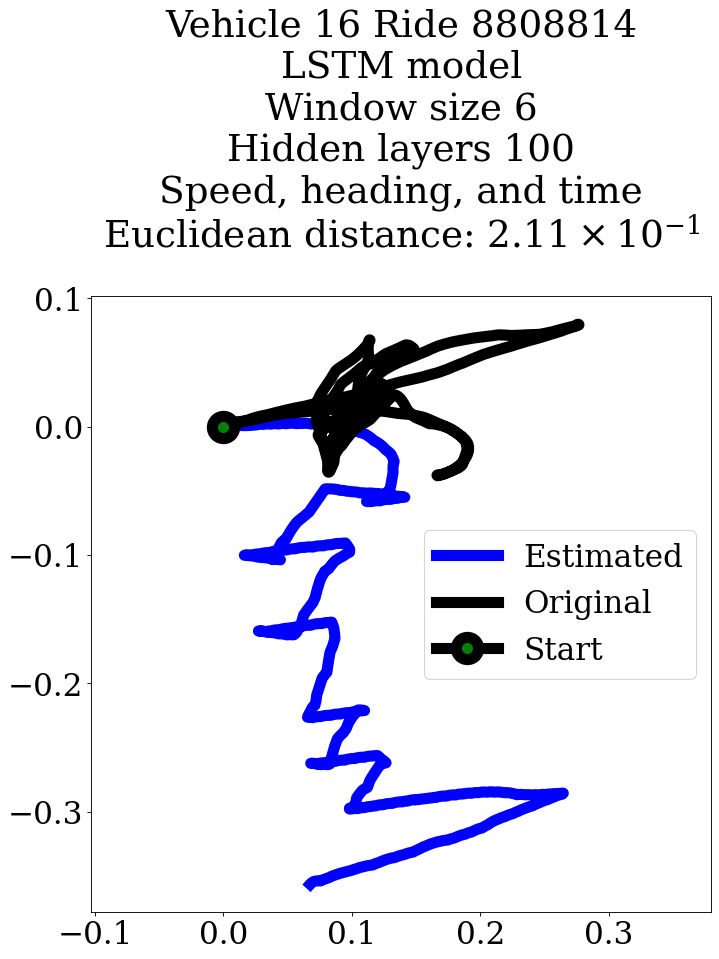 Vehicle 16 Ride 8808814
LSTM model
Window size 6
Hidden layers 100
Speed, heading, and time
Euclidean distance: 2.11 × 10⁻¹
0.1
0.0
−0.1
−0.2
−0.3
Estimated
Original
Start
−0.1 0.0 0.1 0.2 0.3